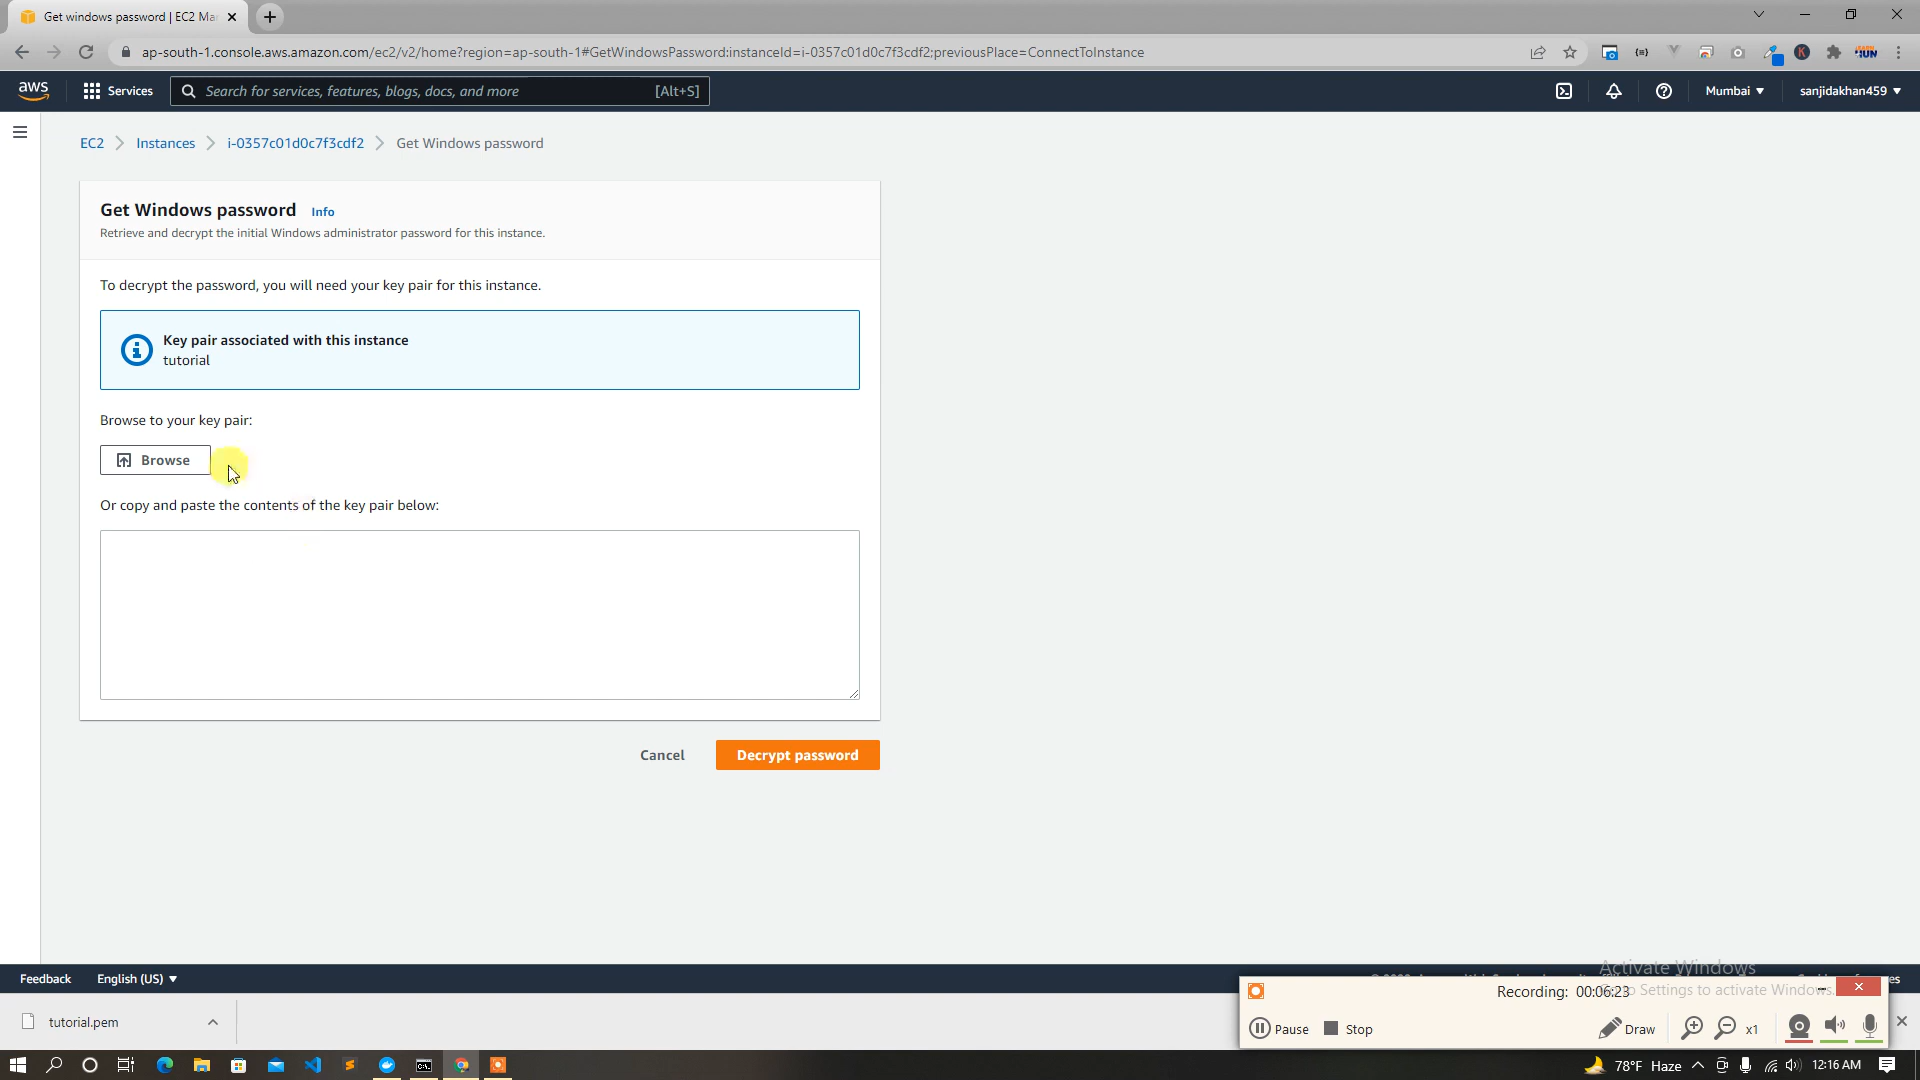 Get windows password | EC2 Ma
ap-south-1.console.aws.amazon.com/ec2/v2/home?region=ap-south-1#GetWindowsPassword:instanceId=i-0357c01d0c7f3cdf2;previousPlace=ConnectToInstance
aws Services Search for services, features, blogs, docs, and more [Alt+S] Mumbai ▼ sanjidakhan459 ▼
EC2 > Instances > i-0357c01d0c7f3cdf2 > Get Windows password
Get Windows password Info
Retrieve and decrypt the initial Windows administrator password for this instance.
To decrypt the password, you will need your key pair for this instance.
Key pair associated with this instance
tutorial
Browse to your key pair:
Browse
Or copy and paste the contents of the key pair below:
Cancel Decrypt password
Activate Windows
Feedback English (US) ▼
Recording: 00:06:23 to Settings to activate Windows.
tutorial.pem
Pause Stop Draw x1
78°F Haze 12:16 AM